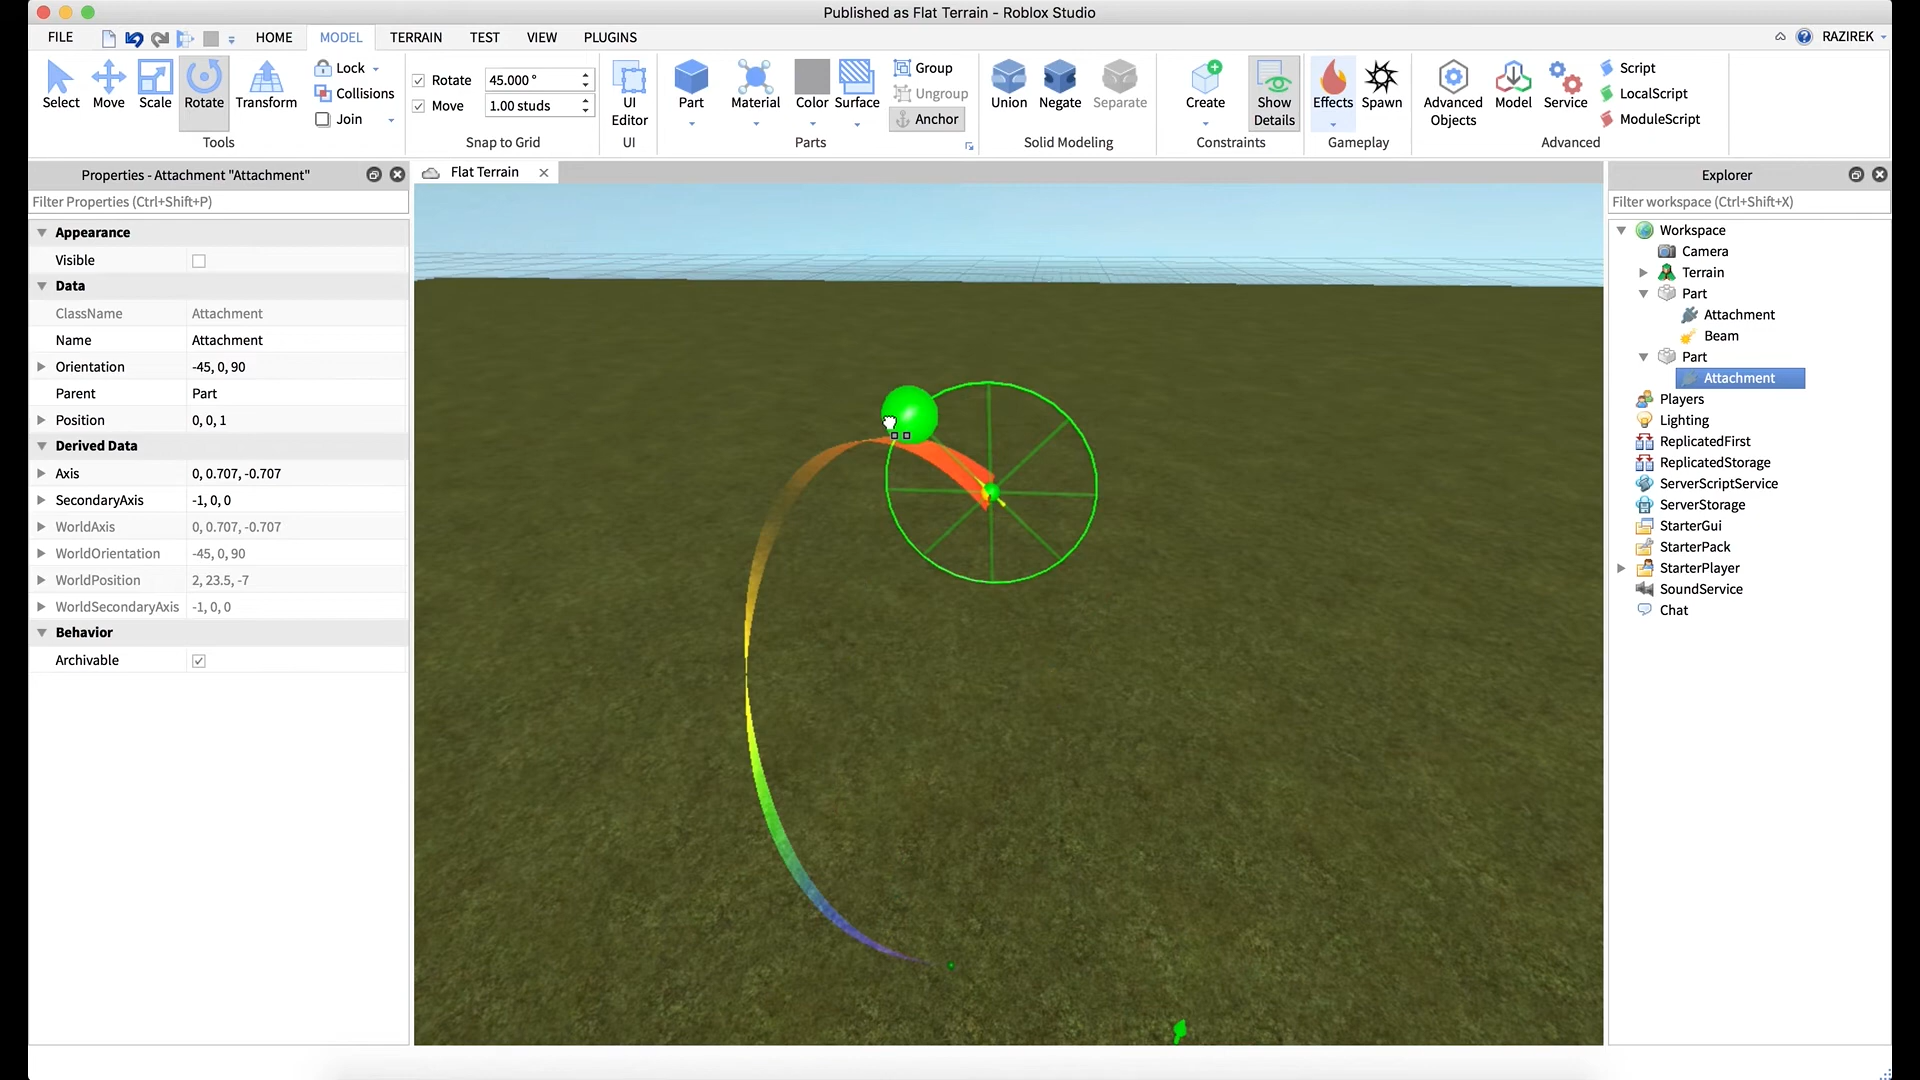 Published as Flat Terrain - Roblox Studio
FILE HOME MODEL TERRAIN TEST VIEW PLUGINS RAZIREK
Select Move Scale Rotate Transform
Lock
Collisions
Join
Tools
Rotate 45.000 °
Move 1.00 studs
Snap to Grid
UI
Editor
UI
Part Material Color Surface
Group
Ungroup
Anchor
Parts
Union Negate Separate
Solid Modeling
Create
Show
Details
Constraints
Effects Spawn
Gameplay
Advanced
Objects
Model Service
Script
LocalScript
ModuleScript
Advanced
Properties - Attachment "Attachment"
Filter Properties (Ctrl+Shift+P)
Appearance
Visible
Data
ClassName Attachment
Name Attachment
Orientation -45, 0, 90
Parent Part
Position 0, 0, 1
Derived Data
Axis 0, 0.707, -0.707
SecondaryAxis -1, 0, 0
WorldAxis 0, 0.707, -0.707
WorldOrientation -45, 0, 90
WorldPosition 2, 23.5, -7
WorldSecondaryAxis -1, 0, 0
Behavior
Archivable
Flat Terrain
Explorer
Filter workspace (Ctrl+Shift+X)
Workspace
Camera
Terrain
Part
Attachment
Beam
Part
Attachment
Players
Lighting
ReplicatedFirst
ReplicatedStorage
ServerScriptService
ServerStorage
StarterGui
StarterPack
StarterPlayer
SoundService
Chat